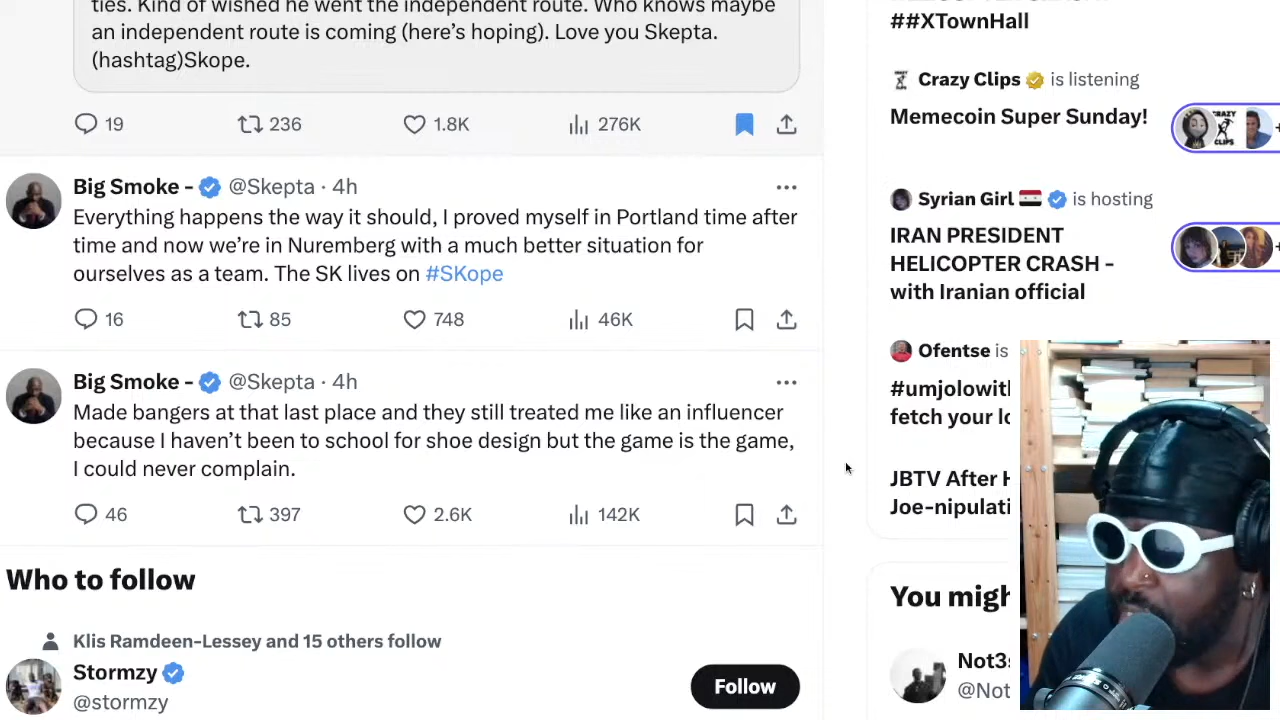 ties. Kind of wished he went the independent route. Who knows maybe
an independent route is coming (here's hoping). Love you Skepta.
(hashtag)Skope.
19 236 1.8K 276K
Big Smoke - @Skepta · 4h
Everything happens the way it should, I proved myself in Portland time after
time and now we're in Nuremberg with a much better situation for
ourselves as a team. The SK lives on #SKope
16 85 748 46K
Big Smoke - @Skepta · 4h
Made bangers at that last place and they still treated me like an influencer
because I haven't been to school for shoe design but the game is the game,
I could never complain.
46 397 2.6K 142K
Who to follow
Klis Ramdeen-Lessey and 15 others follow
Stormzy
@stormzy
Follow
##XTownHall
Crazy Clips is listening
Memecoin Super Sunday!
CRAZY
CLIPS
Syrian Girl is hosting
IRAN PRESIDENT
HELICOPTER CRASH -
with Iranian official
Ofentse is
#umjolowitl
fetch your lo
JBTV After H
Joe-nipulati
You migh
Not3s
@Not